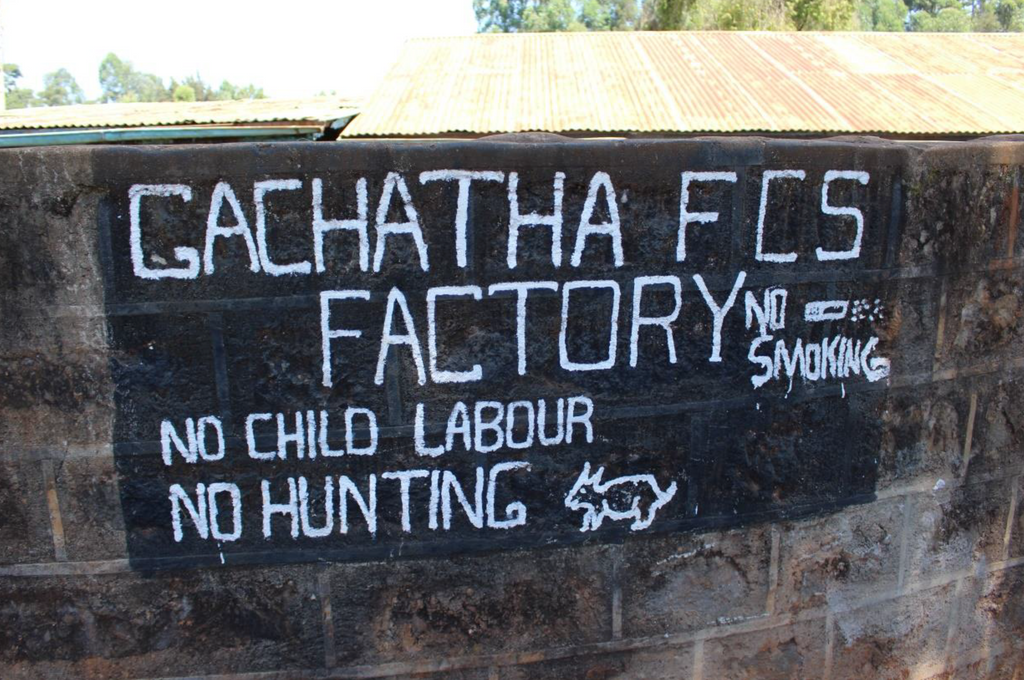 GACHATHA FCS
FACTORY
NO
SMOKING
NO CHILD LABOUR
NO HUNTING